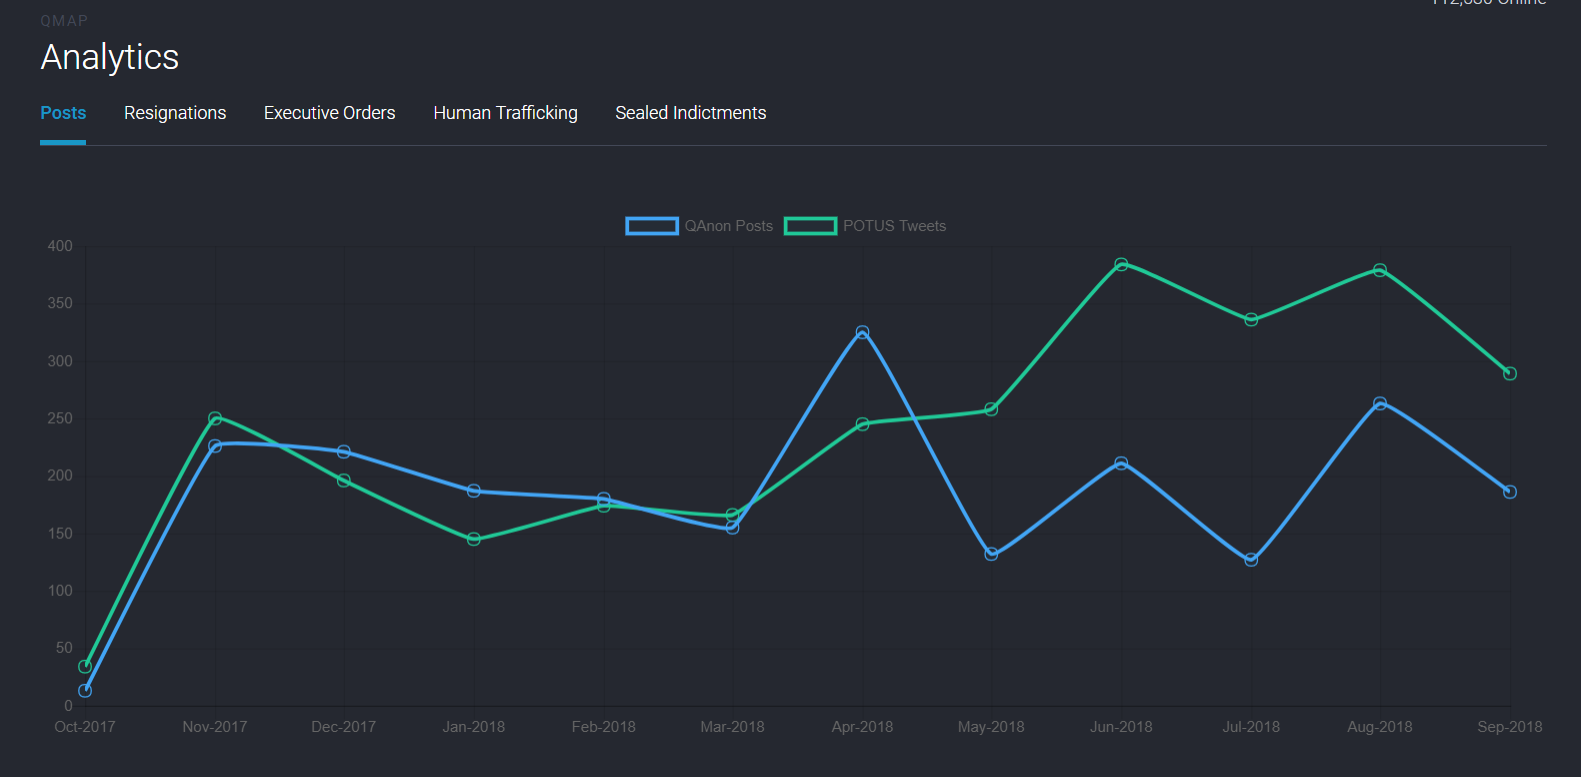 QMAP
Analytics
Posts Resignations Executive Orders Human Trafficking Sealed Indictments
QAnon Posts POTUS Tweets
400
350
300
250
200
150
100
50
0
Oct-2017 Nov-2017 Dec-2017 Jan-2018 Feb-2018 Mar-2018 Apr-2018 May-2018 Jun-2018 Jul-2018 Aug-2018 Sep-2018